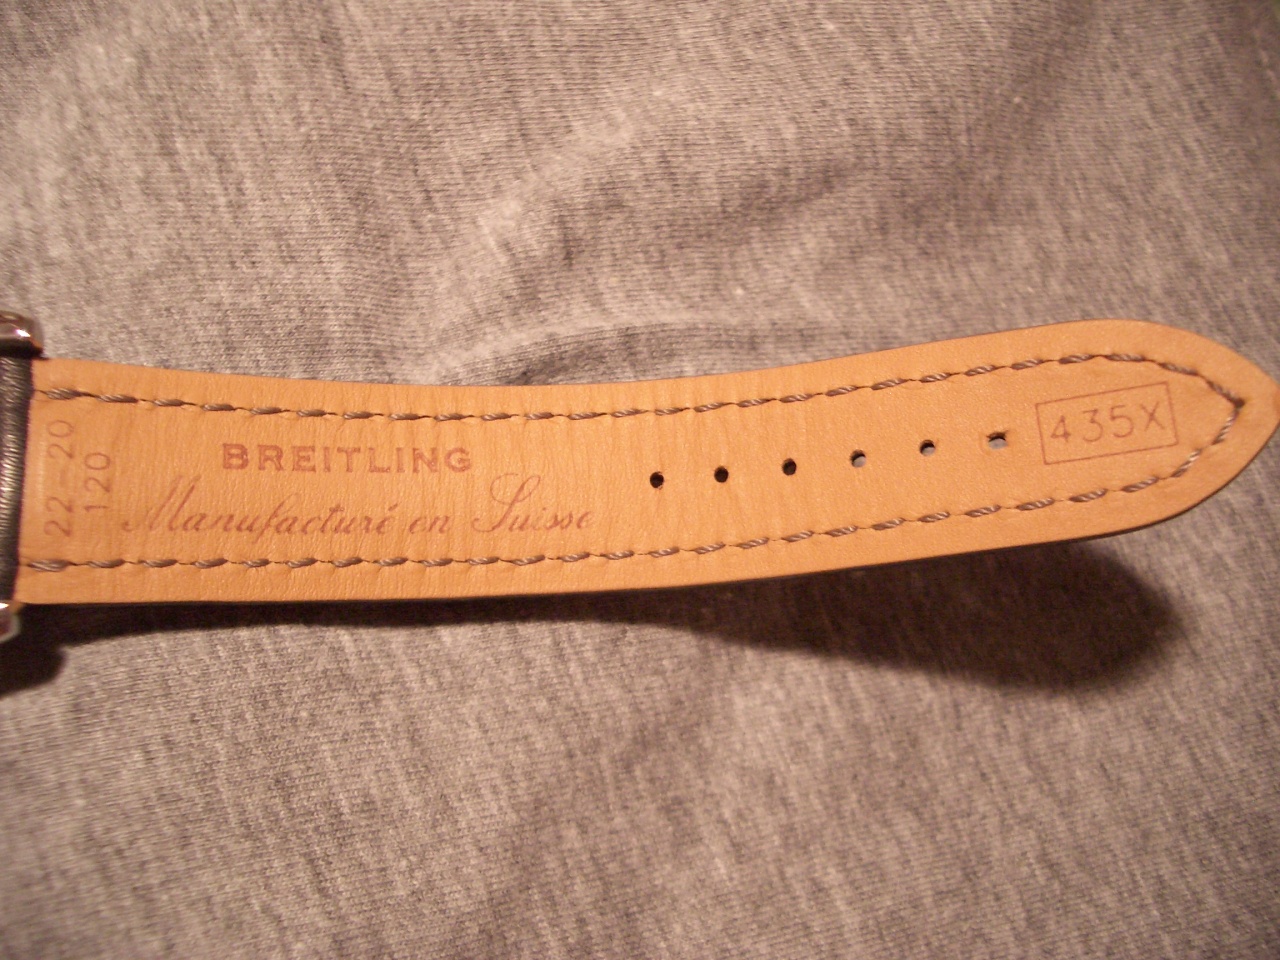 22-20
120
BREITLING
Manufacturé en Suisse
435X